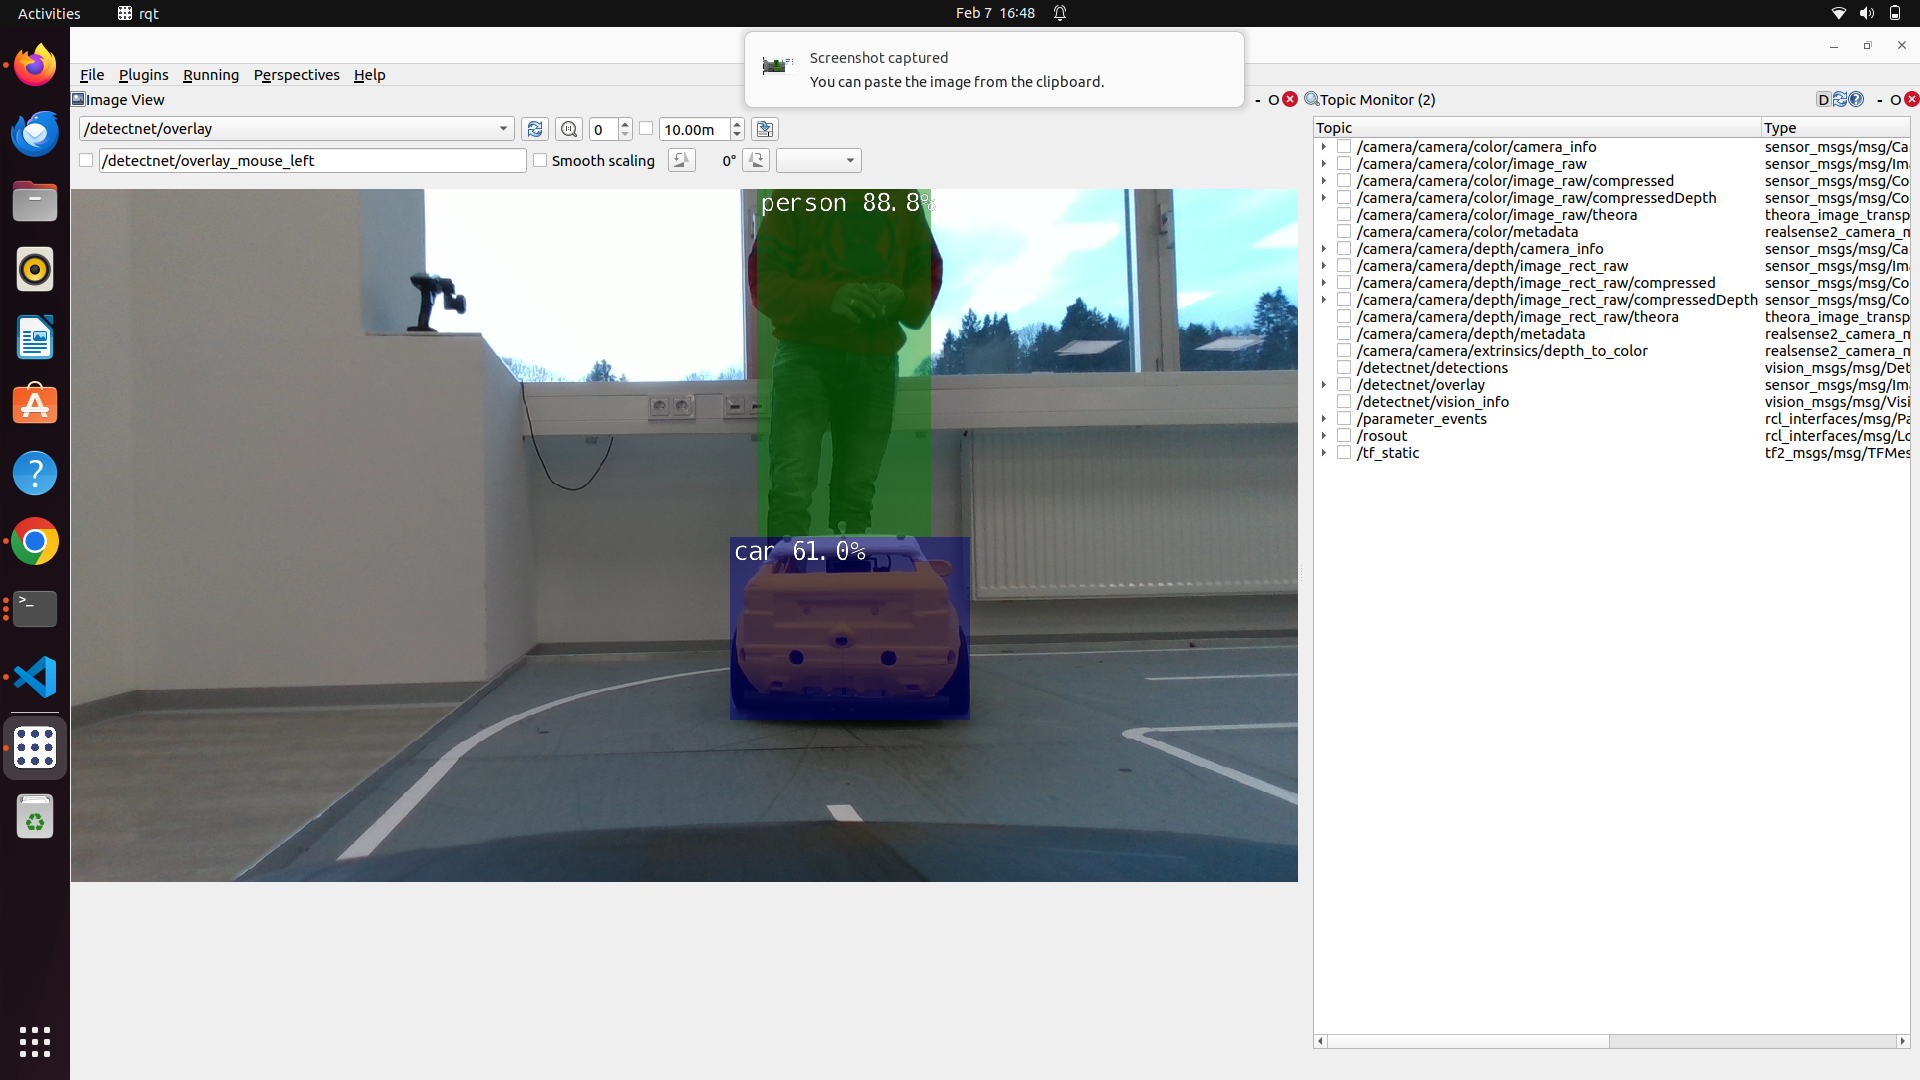 Activities
rqt
Feb 7 16:48
Screenshot captured
You can paste the image from the clipboard.
File Plugins Running Perspectives Help
Image View
- O
/detectnet/overlay
0
10.00m
/detectnet/overlay_mouse_left
Smooth scaling
0°
person 88.8%
car 61.0%
Topic Monitor (2)
D
- O
Topic Type
/camera/camera/color/camera_info sensor_msgs/msg/Ca
/camera/camera/color/image_raw sensor_msgs/msg/Im
/camera/camera/color/image_raw/compressed sensor_msgs/msg/Co
/camera/camera/color/image_raw/compressedDepth sensor_msgs/msg/Co
/camera/camera/color/image_raw/theora theora_image_transp
/camera/camera/color/metadata realsense2_camera_m
/camera/camera/depth/camera_info sensor_msgs/msg/Ca
/camera/camera/depth/image_rect_raw sensor_msgs/msg/Im
/camera/camera/depth/image_rect_raw/compressed sensor_msgs/msg/Co
/camera/camera/depth/image_rect_raw/compressedDepth sensor_msgs/msg/Co
/camera/camera/depth/image_rect_raw/theora theora_image_transp
/camera/camera/depth/metadata realsense2_camera_m
/camera/camera/extrinsics/depth_to_color realsense2_camera_m
/detectnet/detections vision_msgs/msg/Det
/detectnet/overlay sensor_msgs/msg/Im
/detectnet/vision_info vision_msgs/msg/Visi
/parameter_events rcl_interfaces/msg/Pa
/rosout rcl_interfaces/msg/Lo
/tf_static tf2_msgs/msg/TFMes